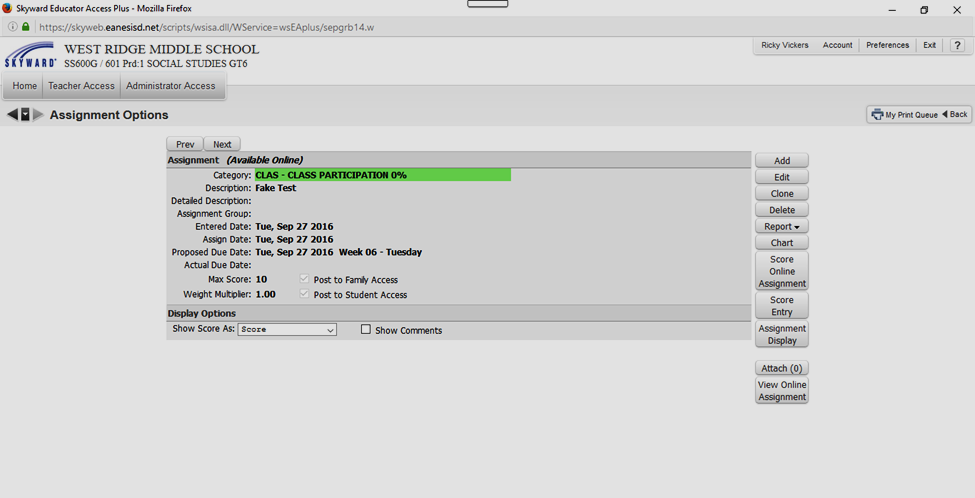 Skyward Educator Access Plus - Mozilla Firefox
https://skyweb.eanesisd.net/scripts/wsisa.dll/WService=wsEAplus/sepgrb14.w
SKYWARD
WEST RIDGE MIDDLE SCHOOL
SS600G / 601 Prd:1 SOCIAL STUDIES GT6
Ricky Vickers Account Preferences Exit ?
Home Teacher Access Administrator Access
Assignment Options
My Print Queue Back
Prev Next
Assignment (Available Online)
Category: CLAS - CLASS PARTICIPATION 0%
Description: Fake Test
Detailed Description:
Assignment Group:
Entered Date: Tue, Sep 27 2016
Assign Date: Tue, Sep 27 2016
Proposed Due Date: Tue, Sep 27 2016 Week 06 - Tuesday
Actual Due Date:
Max Score: 10 Post to Family Access
Weight Multiplier: 1.00 Post to Student Access
Display Options
Show Score As: Score Show Comments
Add
Edit
Clone
Delete
Report
Chart
Score
Online
Assignment
Score
Entry
Assignment
Display
Attach (0)
View Online
Assignment